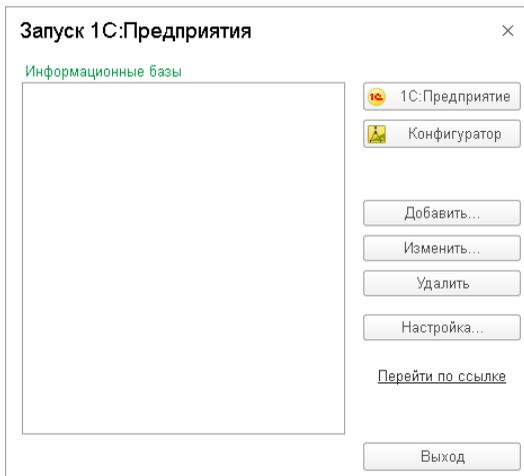 Запуск 1С:Предприятия
Информационные базы
1С:Предприятие
Конфигуратор
Добавить...
Изменить...
Удалить
Настройка...
Перейти по ссылке
Выход